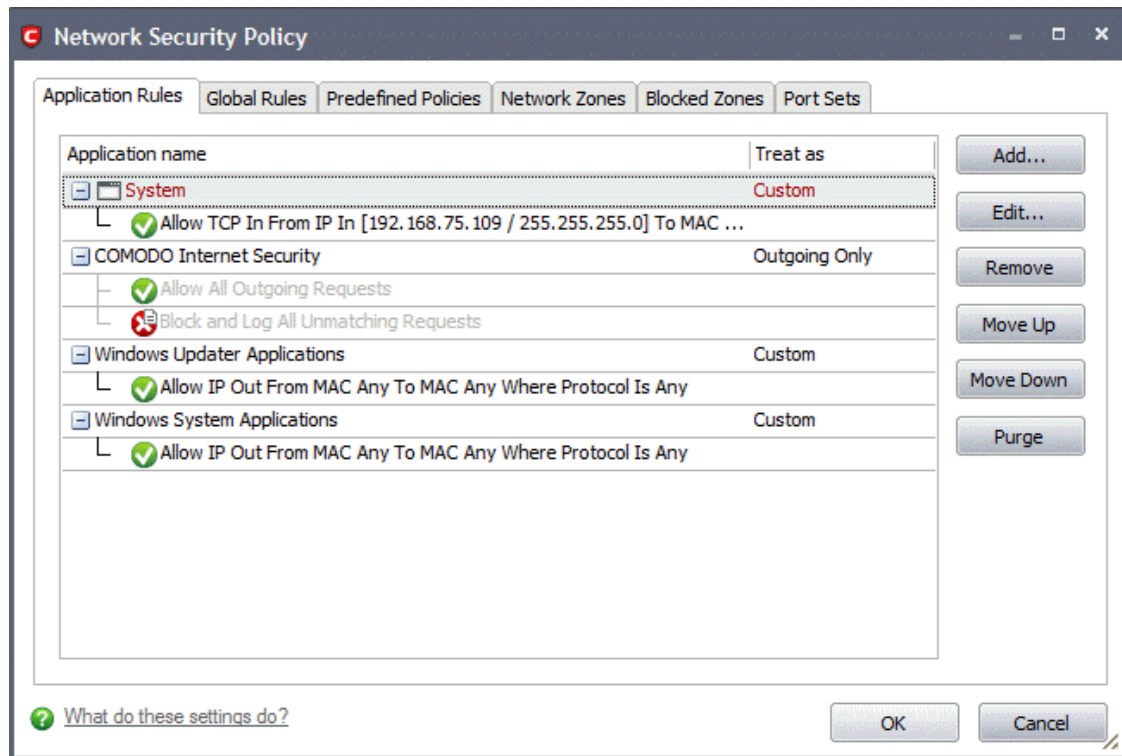 Network Security Policy
Application Rules Global Rules Predefined Policies Network Zones Blocked Zones Port Sets
Application name Treat as
System Custom
Allow TCP In From IP In [192.168.75.109 / 255.255.255.0] To MAC ...
COMODO Internet Security Outgoing Only
Allow All Outgoing Requests
Block and Log All Unmatching Requests
Windows Updater Applications Custom
Allow IP Out From MAC Any To MAC Any Where Protocol Is Any
Windows System Applications Custom
Allow IP Out From MAC Any To MAC Any Where Protocol Is Any
Add...
Edit...
Remove
Move Up
Move Down
Purge
What do these settings do?
OK Cancel